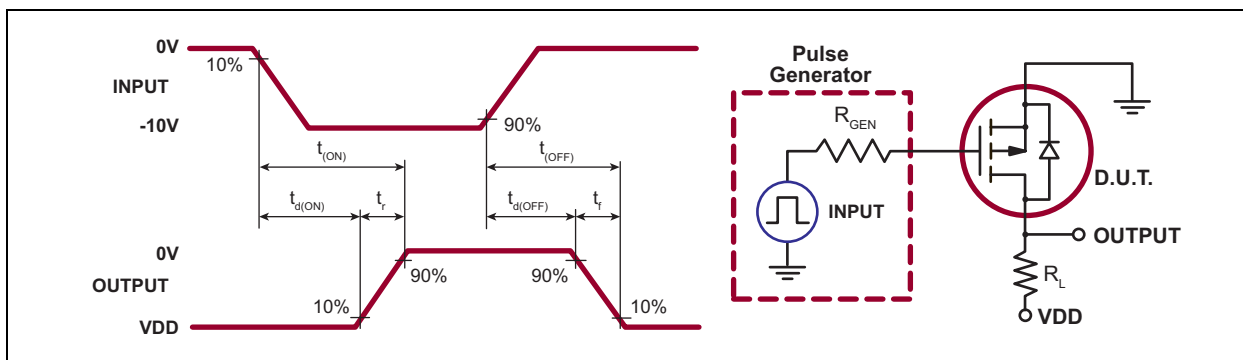 0V
10%
INPUT
-10V
90%
t(ON)
t(OFF)
td(ON)
tr
td(OFF)
tf
0V
90%
90%
OUTPUT
10%
10%
VDD
Pulse
Generator
RGEN
INPUT
D.U.T.
OUTPUT
RL
VDD